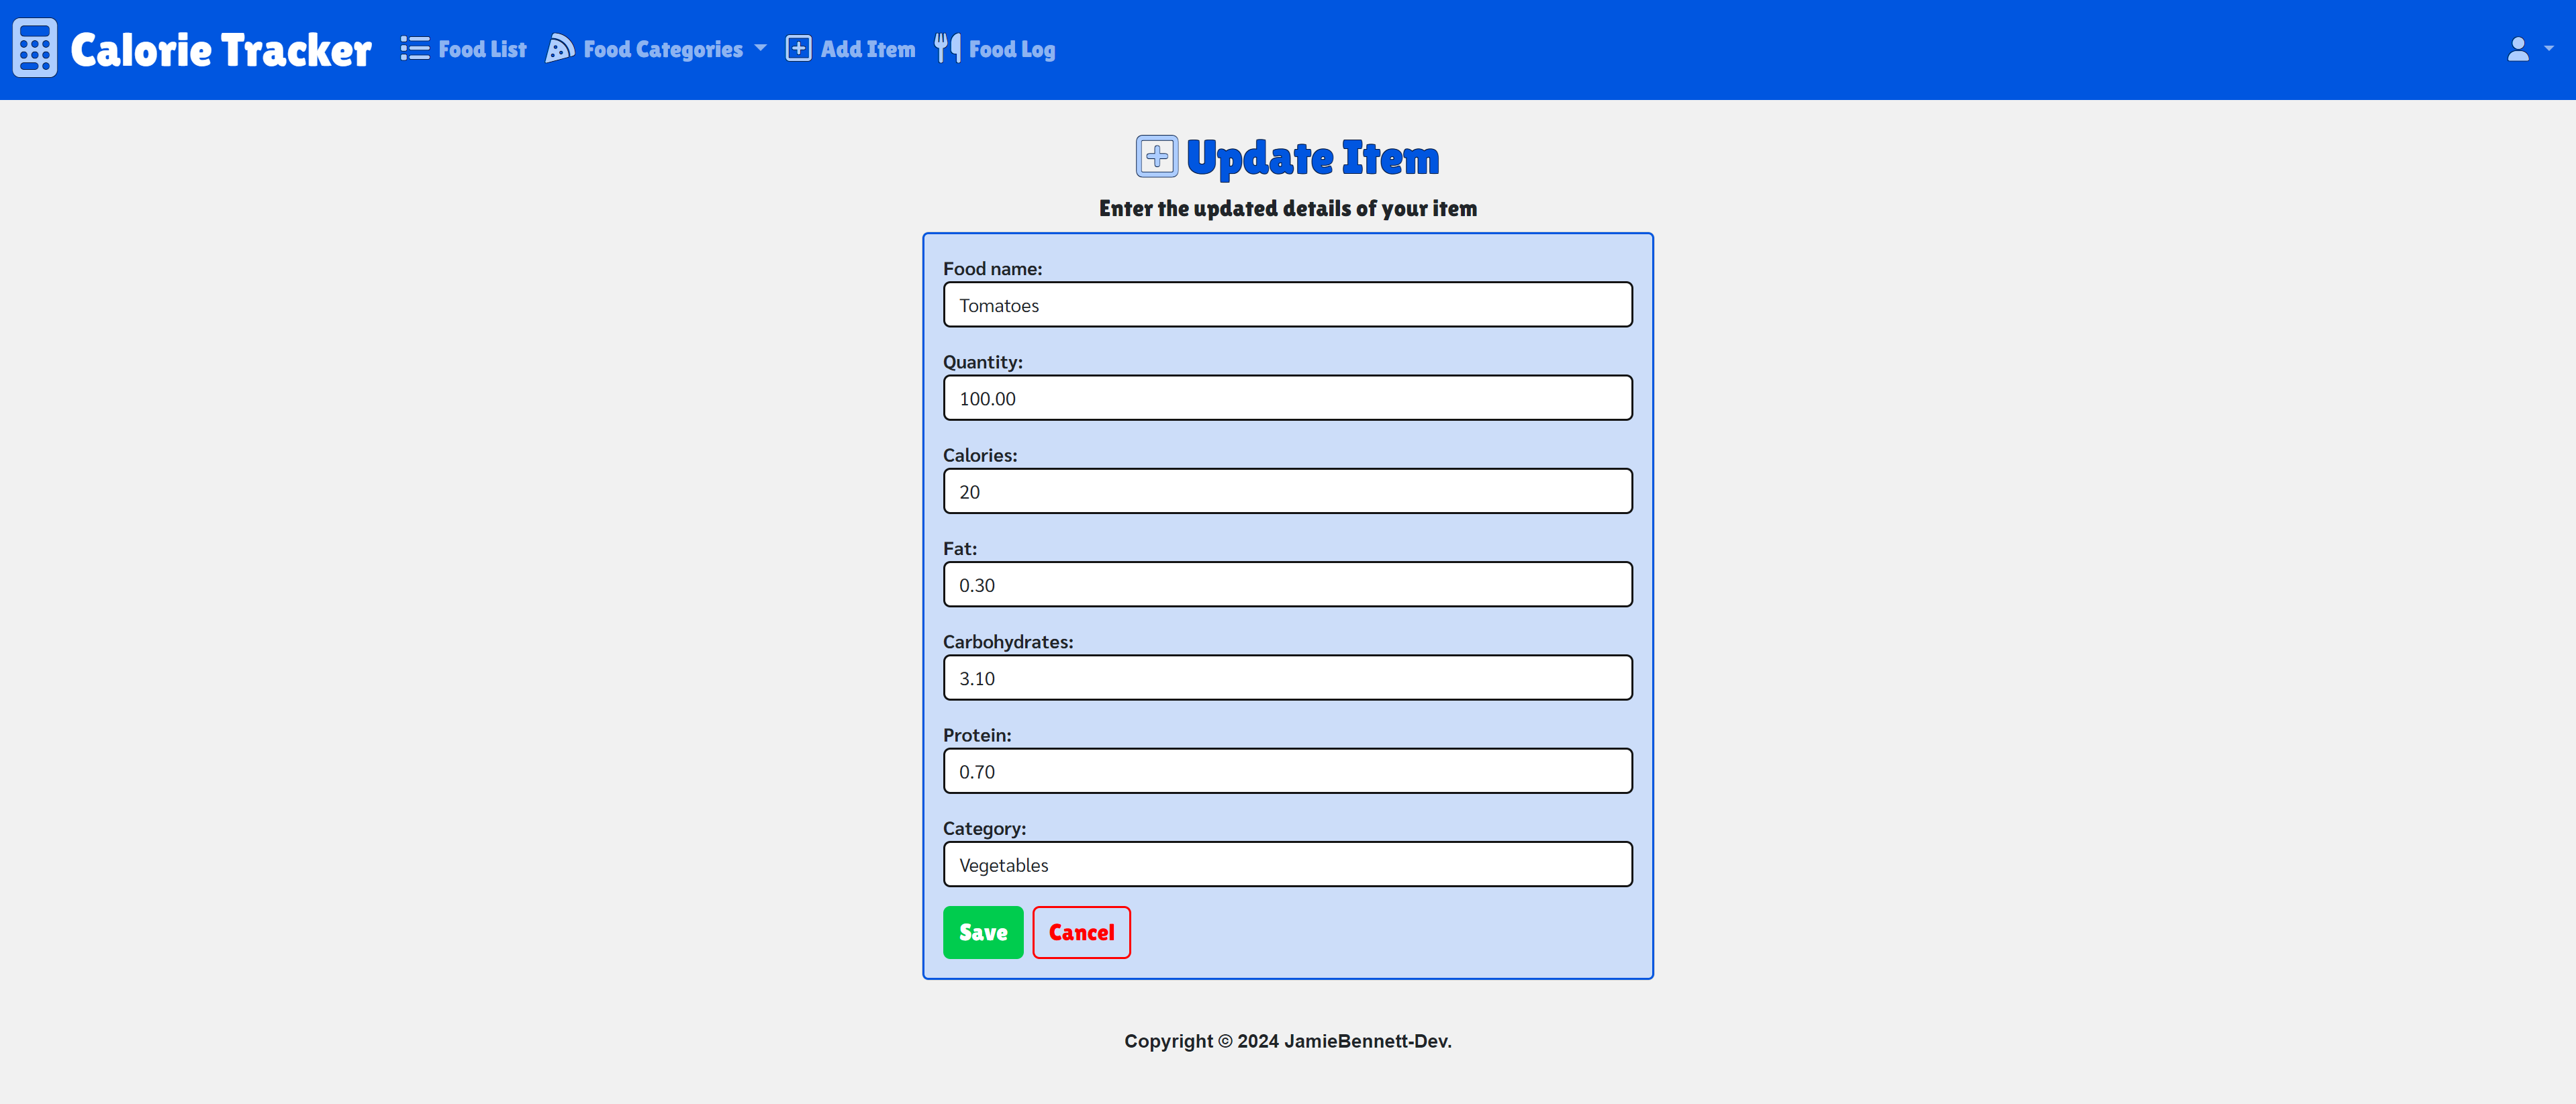 Calorie Tracker Food List Food Categories Add Item Food Log
Update Item
Enter the updated details of your item
Food name:
Tomatoes
Quantity:
100.00
Calories:
20
Fat:
0.30
Carbohydrates:
3.10
Protein:
0.70
Category:
Vegetables
Save Cancel
Copyright © 2024 JamieBennett-Dev.